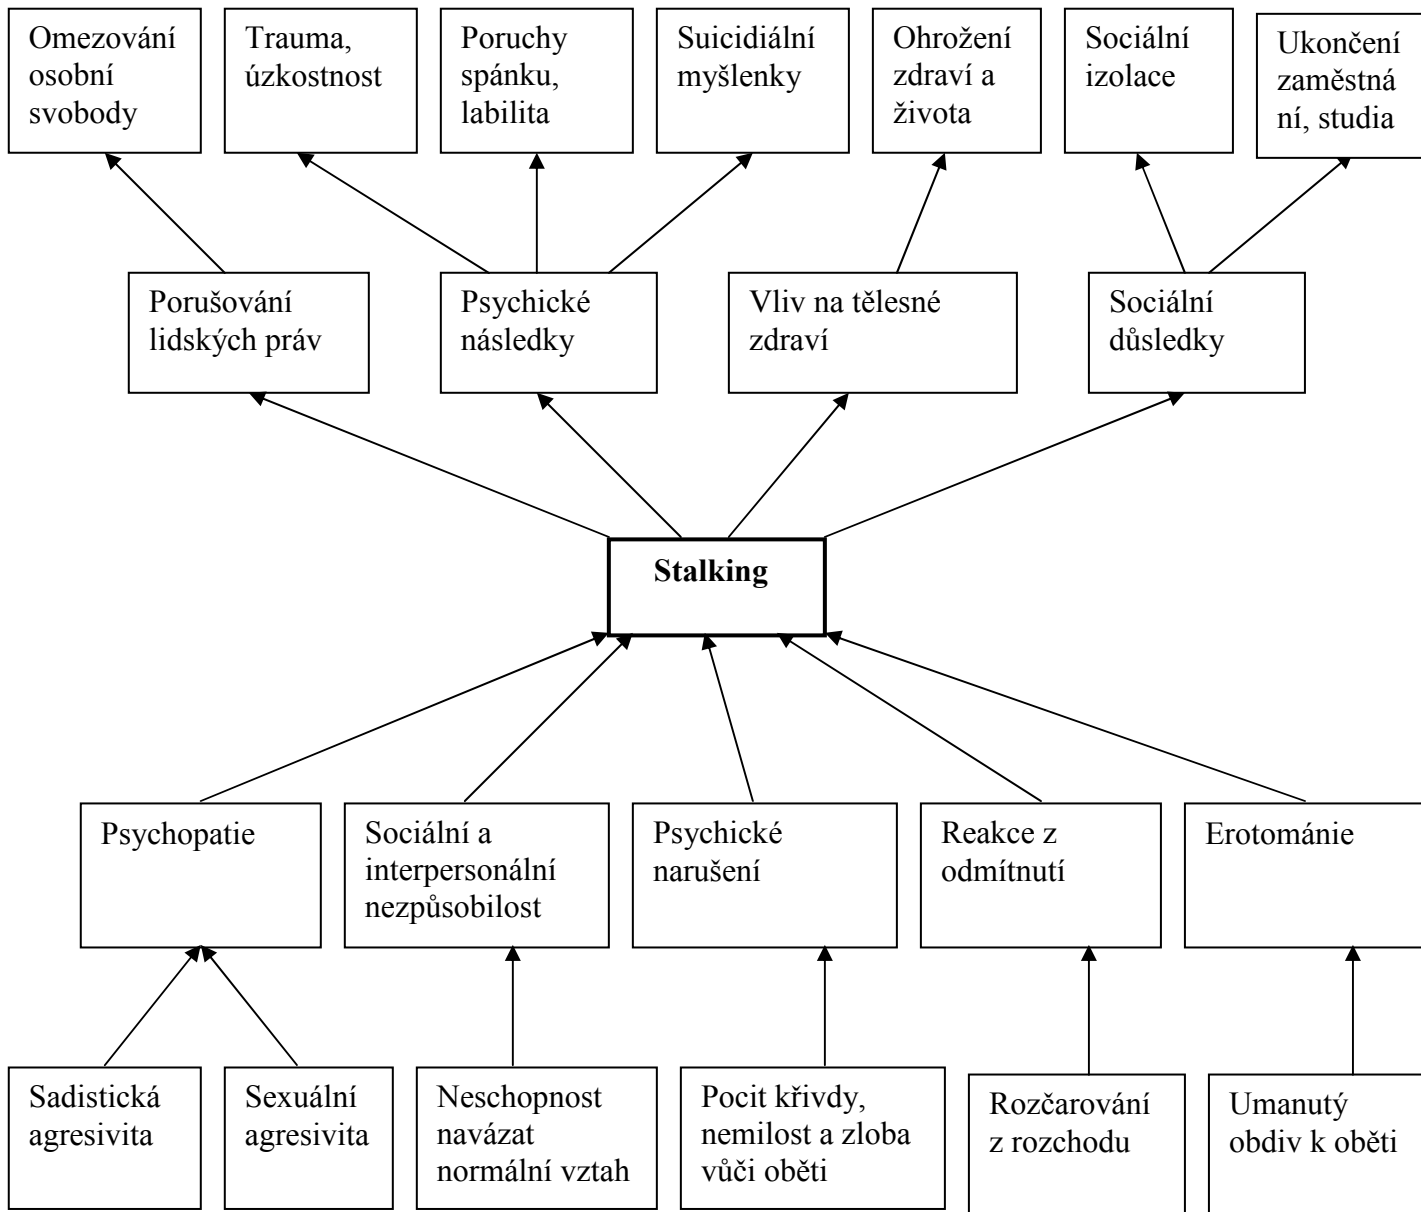 Omezování
osobní
svobody
Trauma,
úzkostnost
Poruchy
spánku,
labilita
Suicidiální
myšlenky
Ohrožení
zdraví a
života
Sociální
izolace
Ukončení
zaměstná
ní, studia
Porušování
lidských práv
Psychické
následky
Vliv na tělesné
zdraví
Sociální
důsledky
Stalking
Psychopatie
Sociální a
interpersonální
nezpůsobilost
Psychické
narušení
Reakce z
odmítnutí
Erotománie
Sadistická
agresivita
Sexuální
agresivita
Neschopnost
navázat
normální vztah
Pocit křivdy,
nemilost a zloba
vůči oběti
Rozčarování
z rozchodu
Umanutý
obdiv k oběti